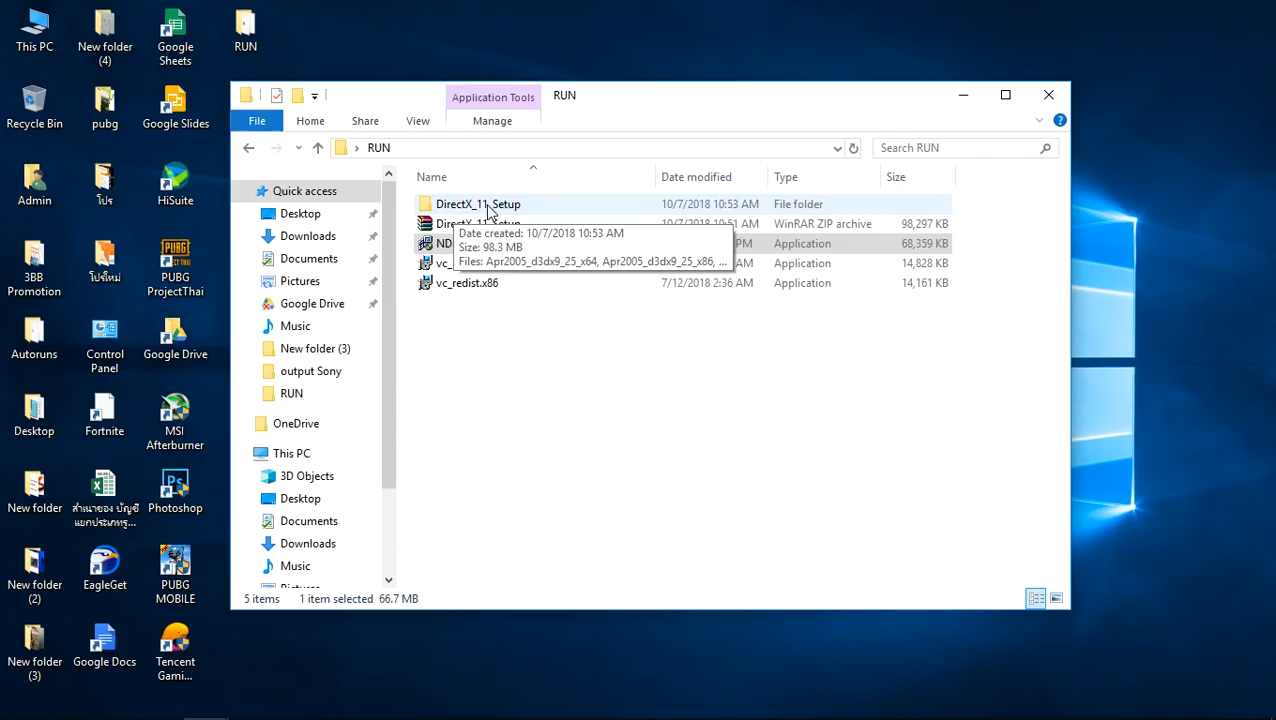 This PC
New folder
(4)
Google
Sheets
RUN
Recycle Bin
pubg
Google Slides
Admin
โปร
HiSuite
3BB
Promotion
โปรใหม่
PUBG
ProjectThai
Autoruns
Control
Panel
Google Drive
Desktop
Fortnite
MSI
Afterburner
New folder
สำเนาของ บัญชี
แยกประเภทรู...
Photoshop
New folder
(2)
EagleGet
PUBG
MOBILE
New folder
(3)
Google Docs
Tencent
Gami...
Application Tools
RUN
File
Home
Share
View
Manage
RUN
Search RUN
Name
Date modified
Type
Size
Quick access
Desktop
Downloads
Documents
Pictures
Google Drive
Music
New folder (3)
output Sony
RUN
OneDrive
This PC
3D Objects
Desktop
Documents
Downloads
Music
DirectX_11_Setup 10/7/2018 10:53 AM File folder
DirectX_11_Setup 10/7/2018 10:51 AM WinRAR ZIP archive 98,297 KB
ND PM Application 68,359 KB
vc_ AM Application 14,828 KB
vc_redist.x86 7/12/2018 2:36 AM Application 14,161 KB
Date created: 10/7/2018 10:53 AM
Size: 98.3 MB
Files: Apr2005_d3dx9_25_x64, Apr2005_d3dx9_25_x86, ...
5 items 1 item selected 66.7 MB